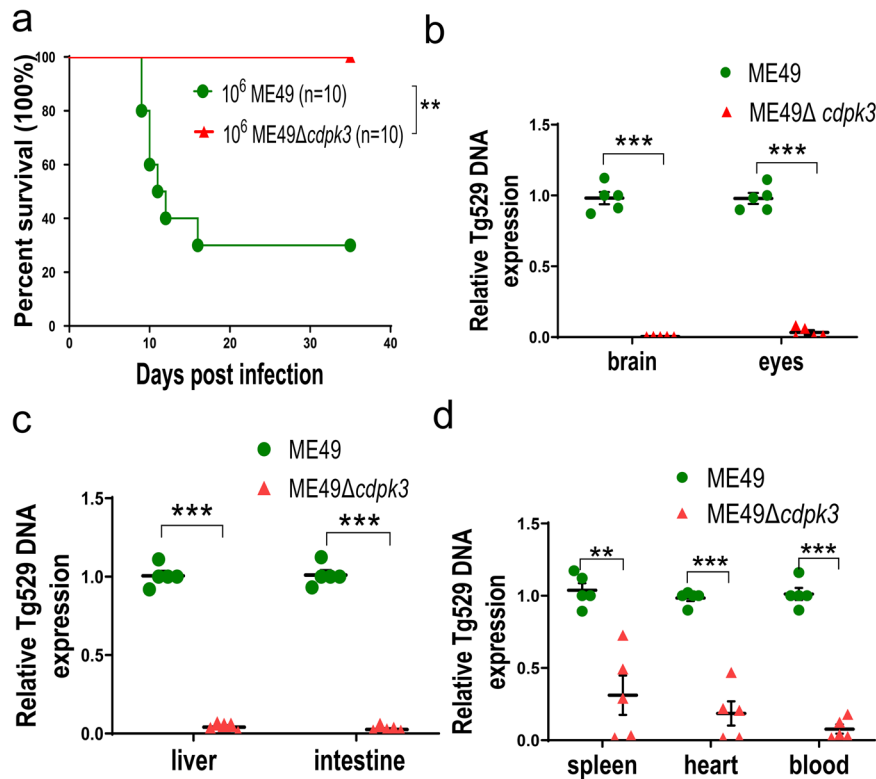 a
Percent survival (100%)
100
80
60
40
20
0
0 10 20 30 40
Days post infection
10⁶ ME49 (n=10)
10⁶ ME49Δcdpk3 (n=10)
**
b
ME49
ME49Δ cdpk3
Relative Tg529 DNA
expression
1.5
1.0
0.5
0.0
*** ***
brain eyes
c
ME49
ME49Δcdpk3
Relative Tg529 DNA
expression
1.5
1.0
0.5
0.0
*** ***
liver intestine
d
ME49
ME49Δcdpk3
Relative Tg529 DNA
expression
1.5
1.0
0.5
0.0
** *** ***
spleen heart blood